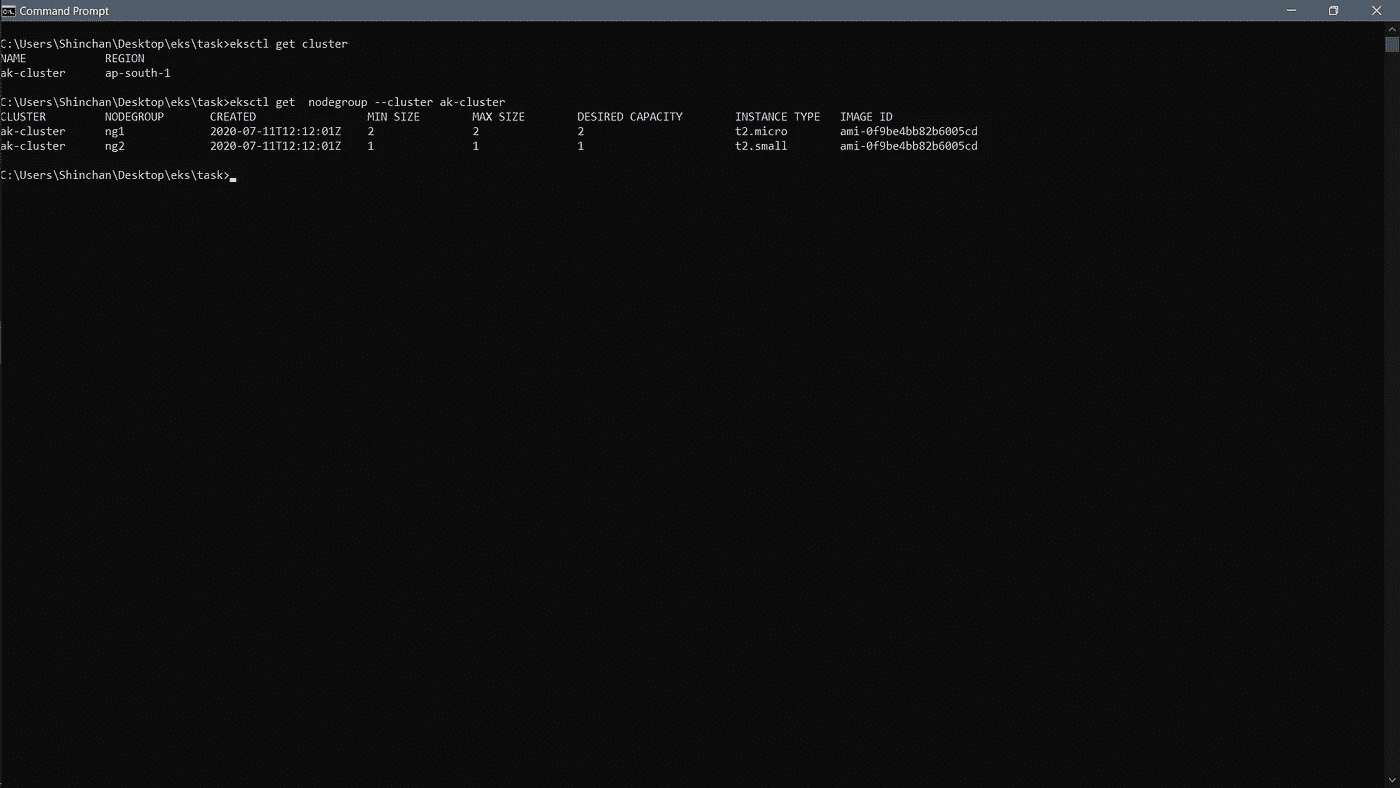 Command Prompt
C:\Users\Shinchan\Desktop\eks\task>eksctl get cluster
NAME            REGION
ak-cluster      ap-south-1
C:\Users\Shinchan\Desktop\eks\task>eksctl get  nodegroup --cluster ak-cluster
CLUSTER         NODEGROUP       CREATED                 MIN SIZE        MAX SIZE        DESIRED CAPACITY        INSTANCE TYPE   IMAGE ID
ak-cluster      ng1             2020-07-11T12:12:01Z    2               2               2                       t2.micro        ami-0f9be4bb82b6005cd
ak-cluster      ng2             2020-07-11T12:12:01Z    1               1               1                       t2.small        ami-0f9be4bb82b6005cd
C:\Users\Shinchan\Desktop\eks\task>